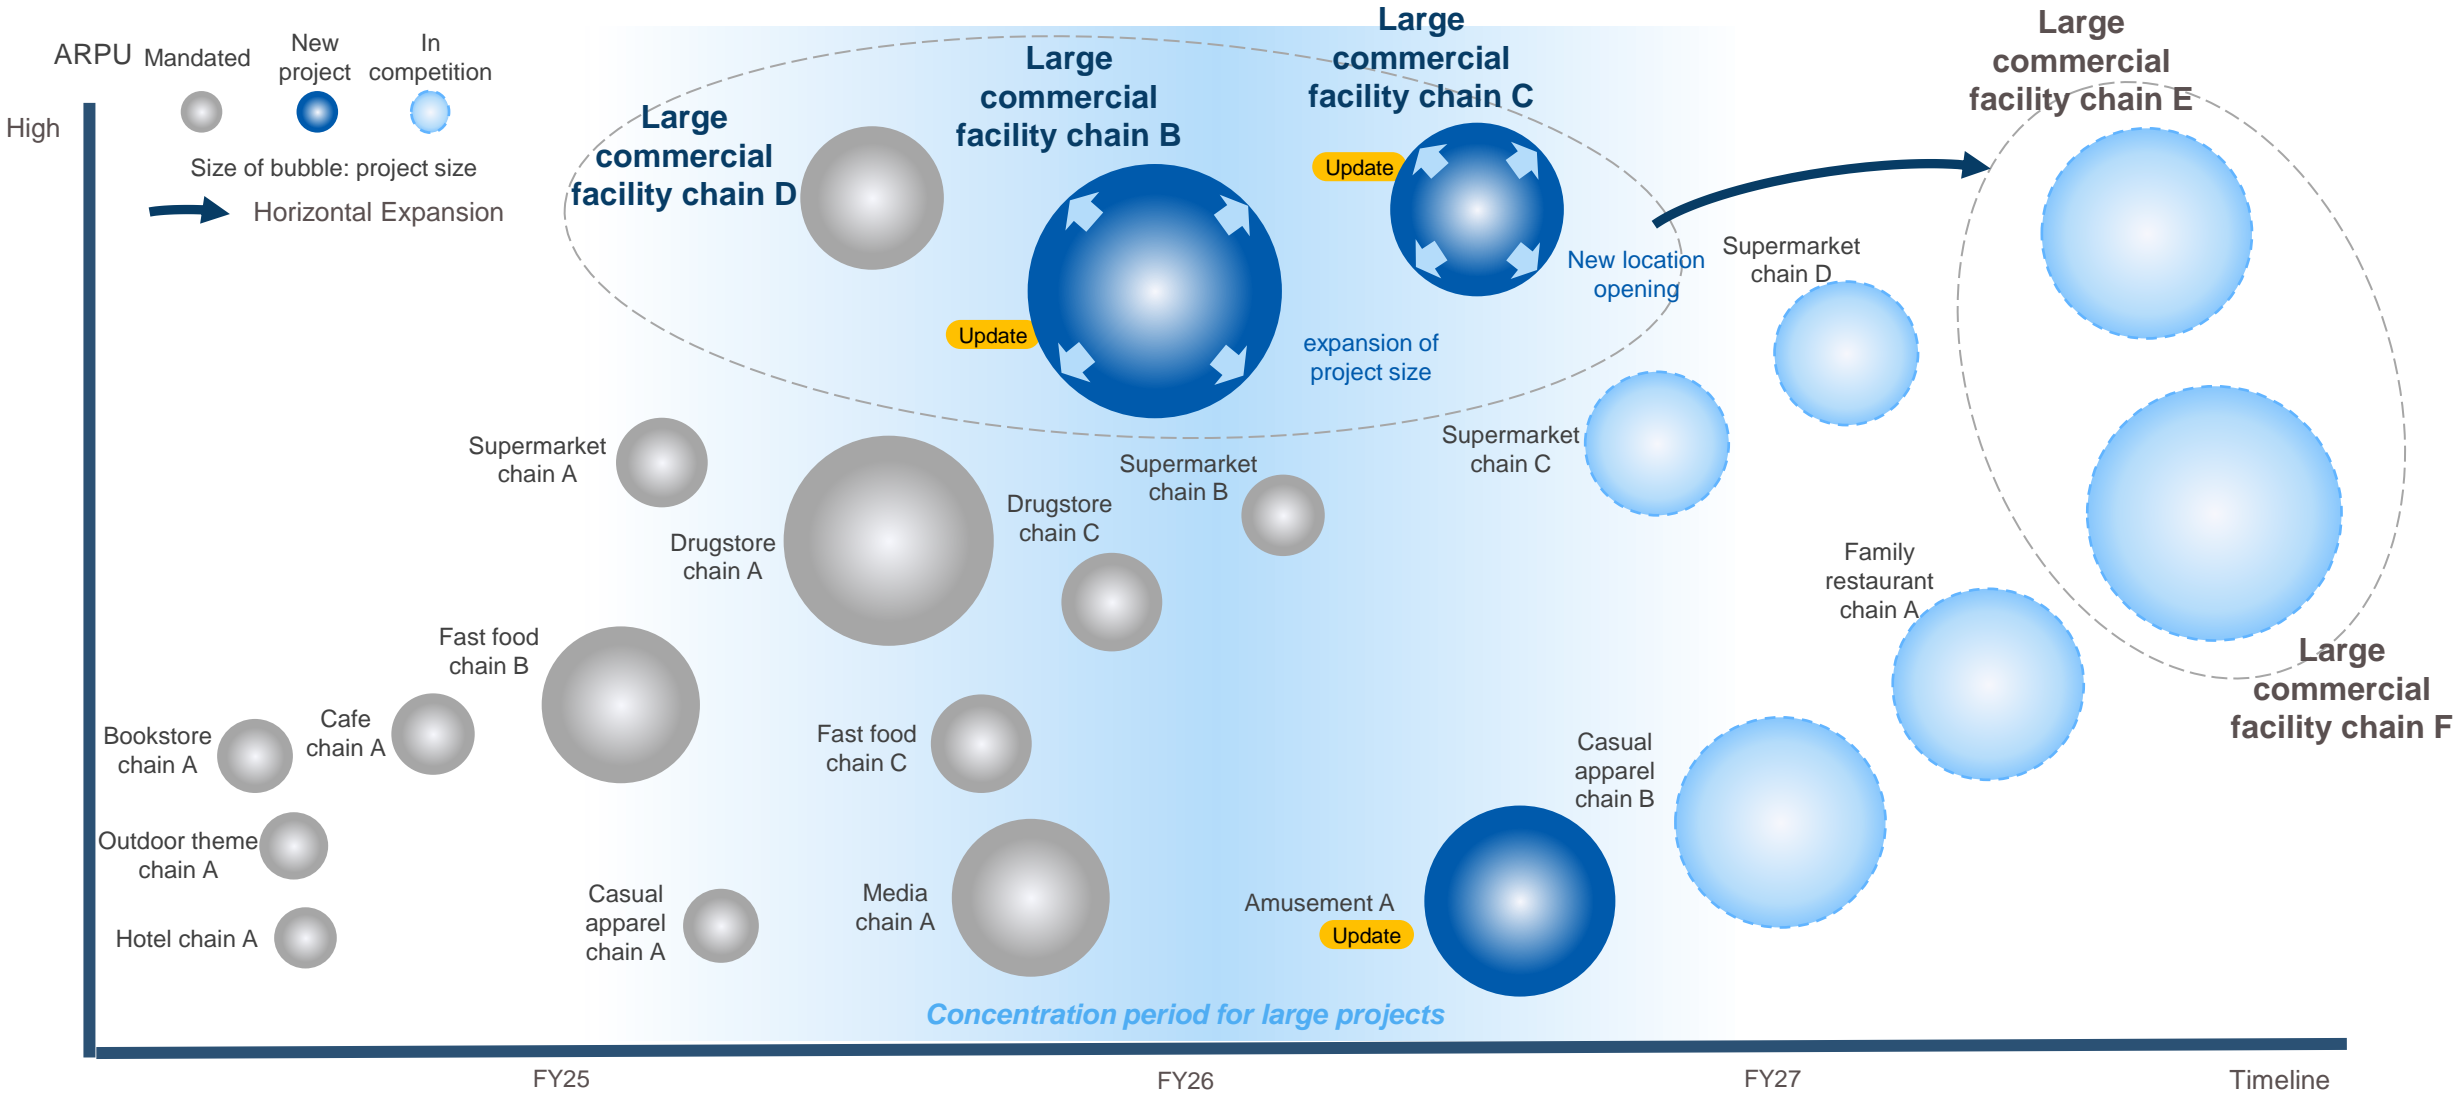 ARPU
Mandated
New
project
In
competition
High
Size of bubble: project size
Horizontal Expansion
Large
commercial
facility chain D
Large
commercial
facility chain B
Update
Large
commercial
facility chain C
Update
New location
opening
expansion of
project size
Large
commercial
facility chain E
Supermarket
chain D
Supermarket
chain A
Drugstore
chain A
Drugstore
chain C
Supermarket
chain B
Supermarket
chain C
Family
restaurant
chain A
Large
commercial
facility chain F
Fast food
chain B
Cafe
chain A
Bookstore
chain A
Fast food
chain C
Casual
apparel
chain B
Outdoor theme
chain A
Hotel chain A
Casual
apparel
chain A
Media
chain A
Amusement A
Update
Concentration period for large projects
FY25
FY26
FY27
Timeline